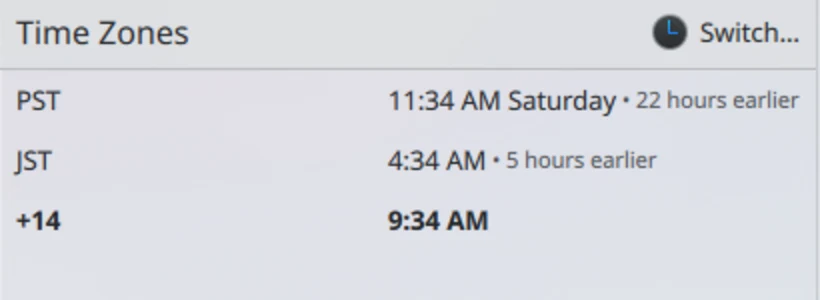 Time Zones Switch...
PST 11:34 AM Saturday • 22 hours earlier
JST 4:34 AM • 5 hours earlier
+14 9:34 AM